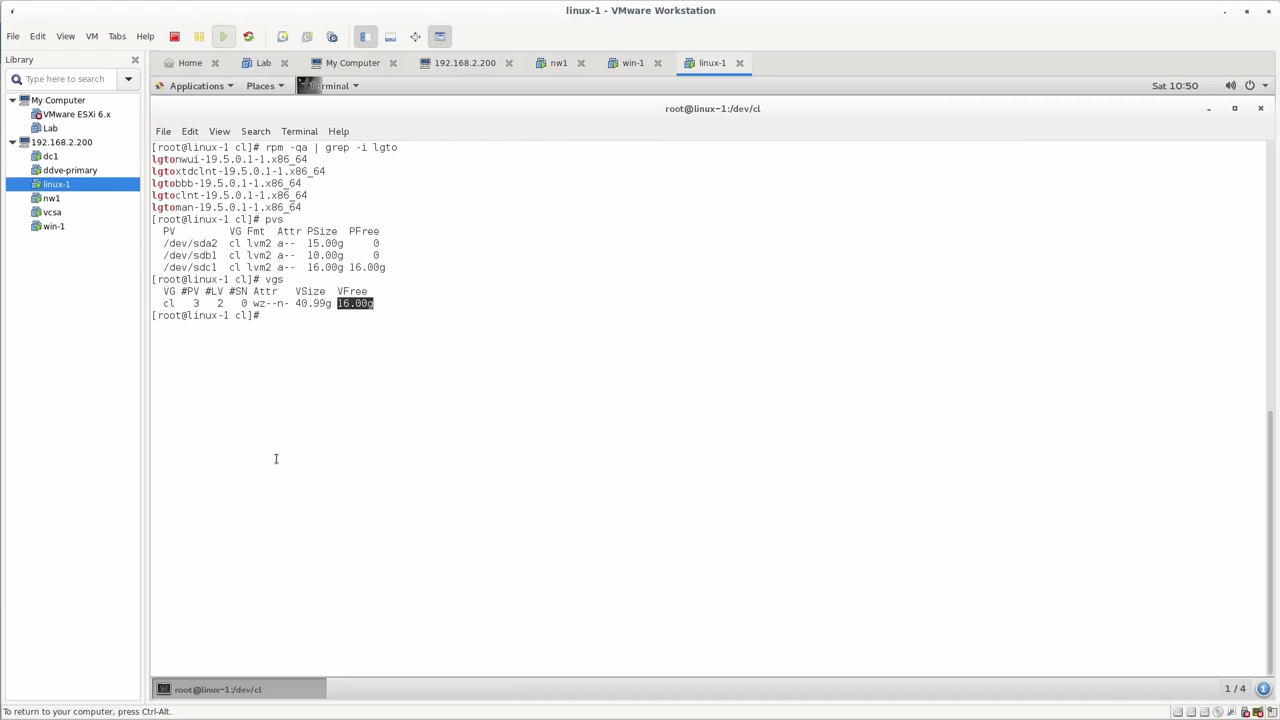 linux-1 - VMware Workstation
File Edit View VM Tabs Help
Library
Type here to search
My Computer
VMware ESXi 6.x
Lab
192.168.2.200
dc1
ddve-primary
linux-1
nw1
vcsa
win-1
Home Lab My Computer 192.168.2.200 nw1 win-1 linux-1
Applications Places Terminal Sat 10:50
root@linux-1:/dev/cl
File Edit View Search Terminal Help
[root@linux-1 cl]# rpm -qa | grep -i lgto
lgtonwui-19.5.0.1-1.x86_64
lgtoxtdclnt-19.5.0.1-1.x86_64
lgtobbb-19.5.0.1-1.x86_64
lgtoclnt-19.5.0.1-1.x86_64
lgtoman-19.5.0.1-1.x86_64
[root@linux-1 cl]# pvs
PV VG Fmt Attr PSize PFree
/dev/sda2 cl lvm2 a-- 15.00g 0
/dev/sdb1 cl lvm2 a-- 10.00g 0
/dev/sdc1 cl lvm2 a-- 16.00g 16.00g
[root@linux-1 cl]# vgs
VG #PV #LV #SN Attr VSize VFree
cl 3 2 0 wz--n- 40.99g 16.00g
[root@linux-1 cl]#
root@linux-1:/dev/cl
1 / 4
To return to your computer, press Ctrl-Alt.